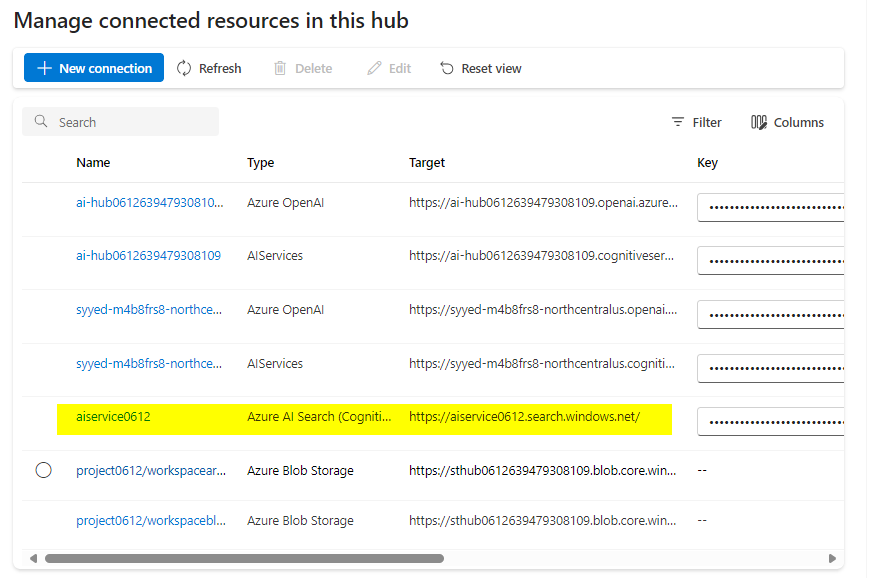 Manage connected resources in this hub
New connection Refresh Delete Edit Reset view
Search Filter Columns
Name Type Target Key
ai-hub06126394793081​0... Azure OpenAI https://ai-hub0612639479308109.openai.azure... ••••••••••••••••••••••••
ai-hub0612639479308109 AIServices https://ai-hub0612639479308109.cognitiveser... ••••••••••••••••••••••••
syyed-m4b8frs8-northce... Azure OpenAI https://syyed-m4b8frs8-northcentralus.openai.... ••••••••••••••••••••••••
syyed-m4b8frs8-northce... AIServices https://syyed-m4b8frs8-northcentralus.cogniti... ••••••••••••••••••••••••
aiservice0612 Azure AI Search (Cogniti... https://aiservice0612.search.windows.net/ ••••••••••••••••••••••••
project0612/workspacear... Azure Blob Storage https://sthub0612639479308109.blob.core.win... --
project0612/workspacebl... Azure Blob Storage https://sthub0612639479308109.blob.core.win... --